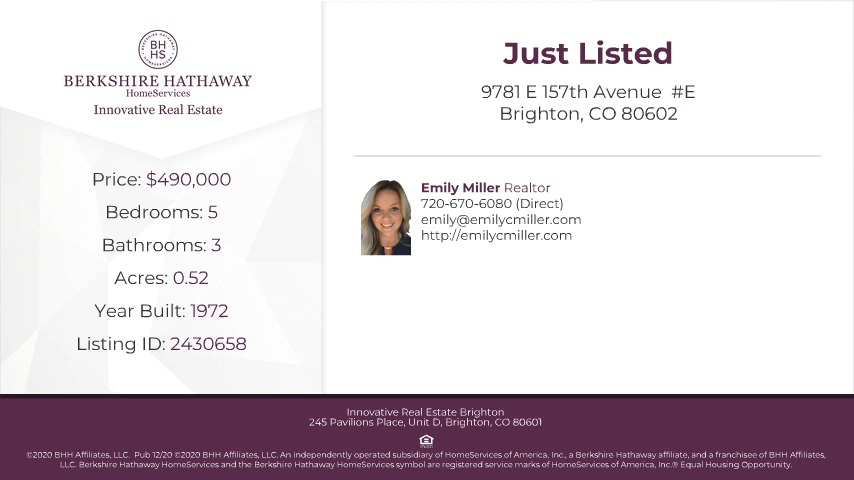 BERKSHIRE HATHAWAY
HomeServices
Innovative Real Estate
Price: $490,000
Bedrooms: 5
Bathrooms: 3
Acres: 0.52
Year Built: 1972
Listing ID: 2430658
Just Listed
9781 E 157th Avenue #E
Brighton, CO 80602
Emily Miller Realtor
720-670-6080 (Direct)
emily@emilycmiller.com
http://emilycmiller.com
Innovative Real Estate Brighton
245 Pavilions Place, Unit D, Brighton, CO 80601
©2020 BHH Affiliates, LLC. Pub 12/20 ©2020 BHH Affiliates, LLC. An independently operated subsidiary of HomeServices of America, Inc., a Berkshire Hathaway affiliate, and a franchisee of BHH Affiliates,
LLC. Berkshire Hathaway HomeServices and the Berkshire Hathaway HomeServices symbol are registered service marks of HomeServices of America, Inc.® Equal Housing Opportunity.